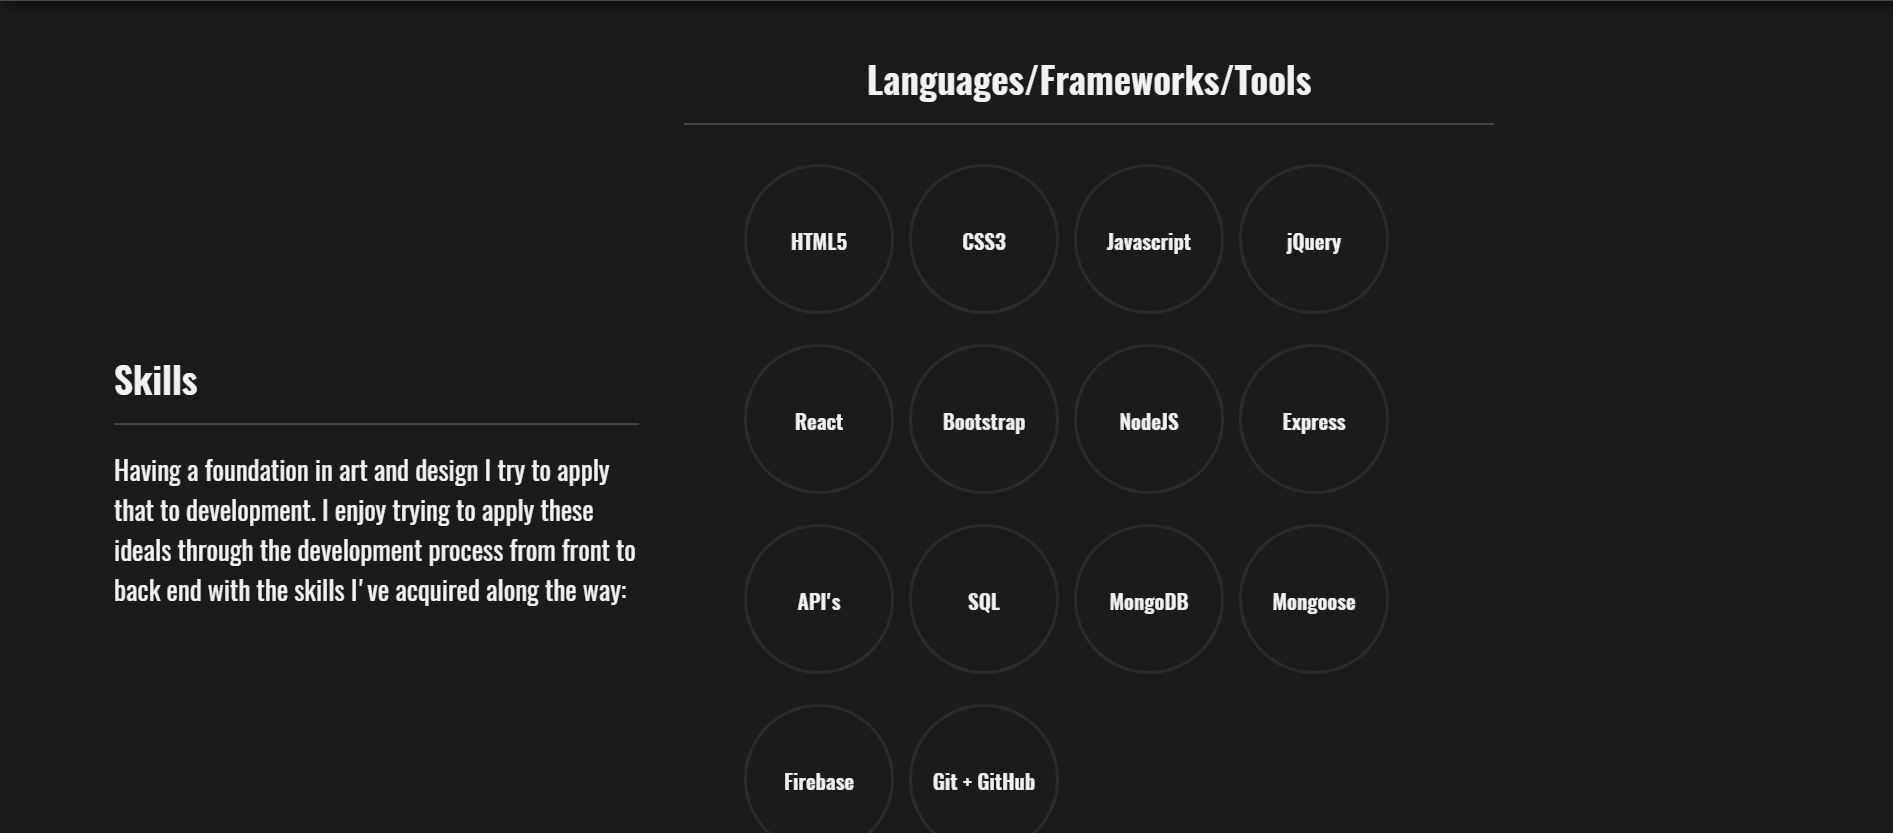 Languages/Frameworks/Tools
HTML5
CSS3
Javascript
jQuery
Skills
Having a foundation in art and design I try to apply
that to development. I enjoy trying to apply these
ideals through the development process from front to
back end with the skills I've acquired along the way:
React
Bootstrap
NodeJS
Express
API's
SQL
MongoDB
Mongoose
Firebase
Git + GitHub